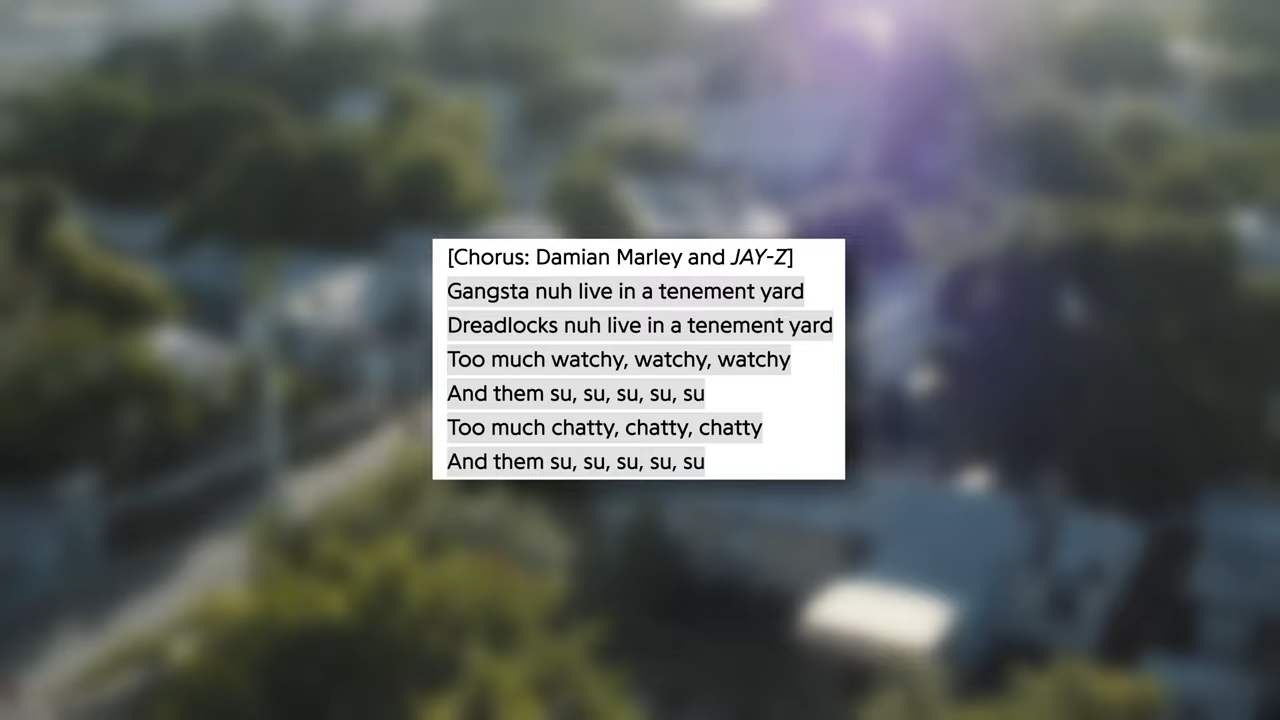 [Chorus: Damian Marley and JAY-Z]
Gangsta nuh live in a tenement yard
Dreadlocks nuh live in a tenement yard
Too much watchy, watchy, watchy
And them su, su, su, su, su
Too much chatty, chatty, chatty
And them su, su, su, su, su